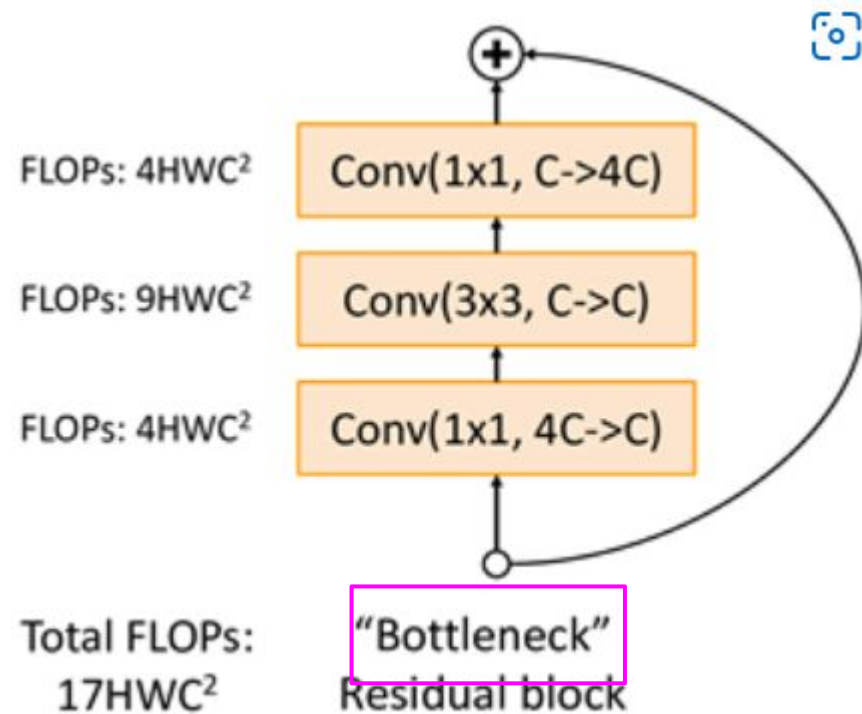 +
FLOPs: 4HWC² Conv(1x1, C->4C)
FLOPs: 9HWC² Conv(3x3, C->C)
FLOPs: 4HWC² Conv(1x1, 4C->C)
Total FLOPs: “Bottleneck”
17HWC² Residual block